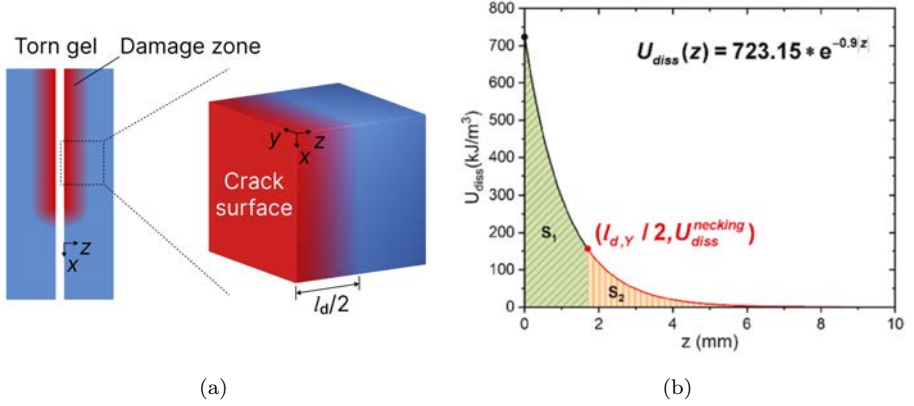 Torn gel
Damage zone
y
z
x
Crack
surface
z
x
l_d/2
(a)
U_diss(kJ/m³)
800
700
600
500
400
300
200
100
0
U_diss(z) = 723.15 * e^{-0.9|z|}
S₁
(l_{d,Y} / 2, U_diss^{necking})
S₂
0 2 4 6 8 10
z (mm)
(b)